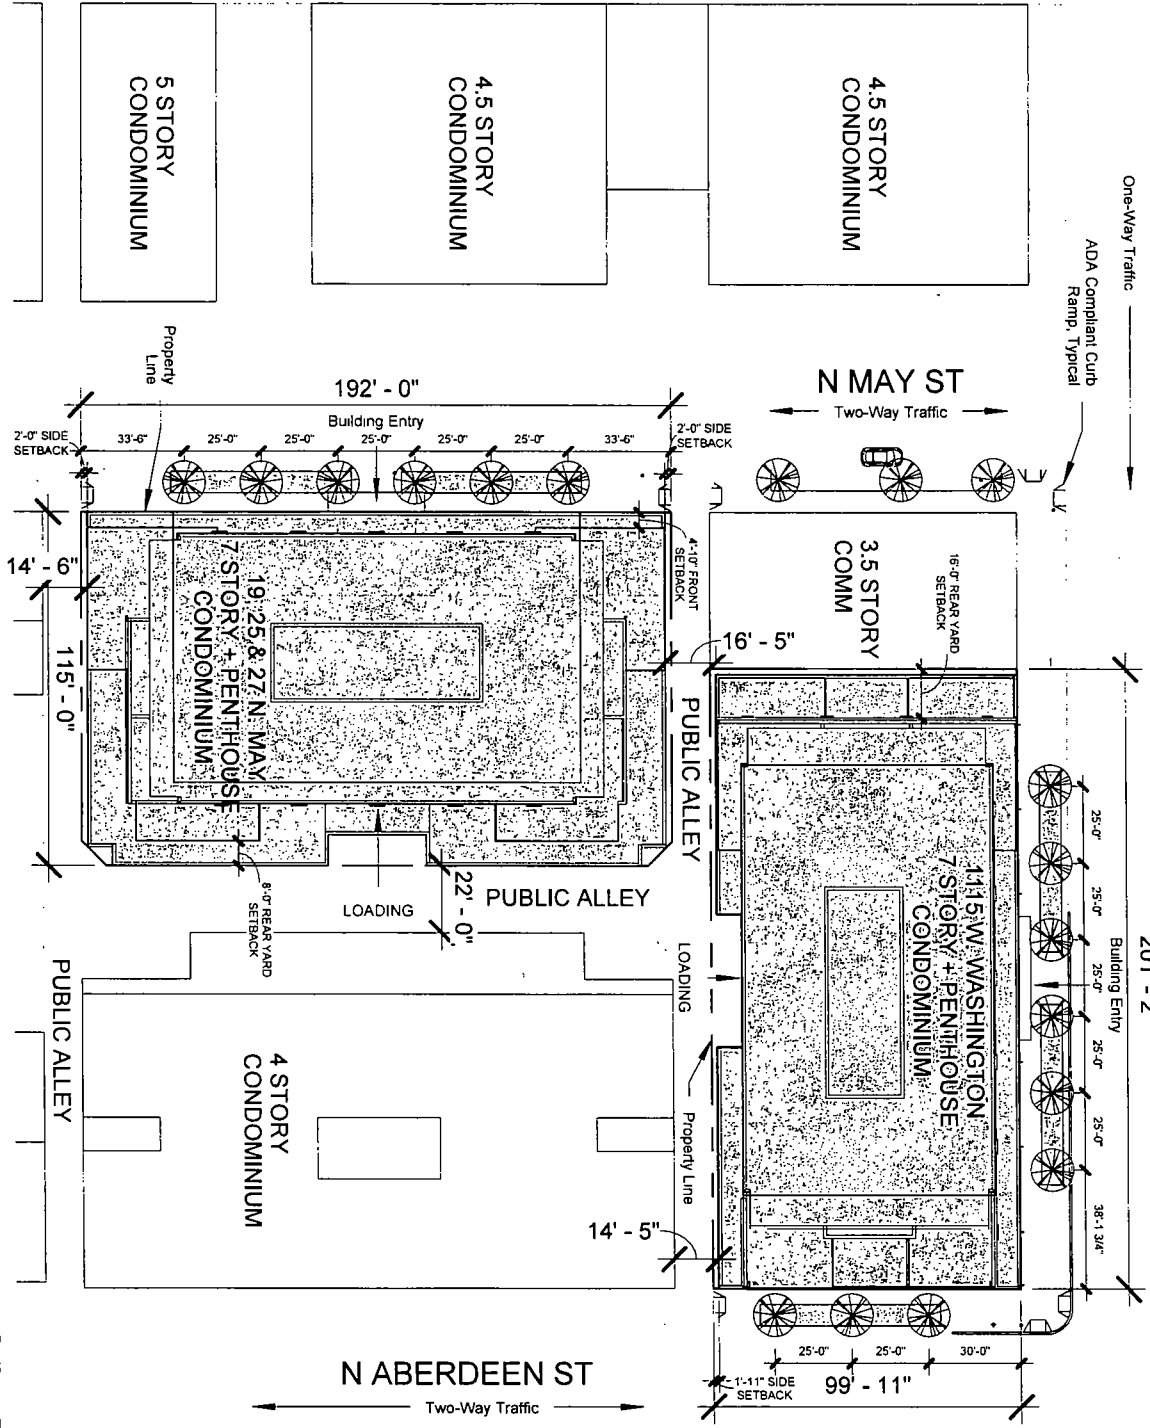 5 STORY
CONDOMINIUM
4.5 STORY
CONDOMINIUM
4.5 STORY
CONDOMINIUM
One-Way Traffic
ADA Compliant Curb
Ramp, Typical
N MAY ST
Two-Way Traffic
Property
Line
192' - 0"
Building Entry
2'-0" SIDE
SETBACK
33'-6"
25'-0"
25'-0"
25'-0"
25'-0"
25'-0"
33'-6"
2'-0" SIDE
SETBACK
14' - 6"
115' - 0"
4'-10" FRONT
SETBACK
19, 25 & 27 N MAY
7 STORY + PENTHOUSE
CONDOMINIUM
3.5 STORY
COMM
16'-0" REAR YARD
SETBACK
16' - 5"
PUBLIC ALLEY
8'-0" REAR YARD
SETBACK
LOADING
22' - 0"
PUBLIC ALLEY
LOADING
1115 W. WASHINGTON
7 STORY + PENTHOUSE
CONDOMINIUM
25'-0"
25'-0"
25'-0"
25'-0"
25'-0"
38'-1 3/4"
Building Entry
PUBLIC ALLEY
4 STORY
CONDOMINIUM
Property Line
14' - 5"
25'-0"
25'-0"
30'-0"
1'-11" SIDE
SETBACK
99' - 11"
N ABERDEEN ST
Two-Way Traffic